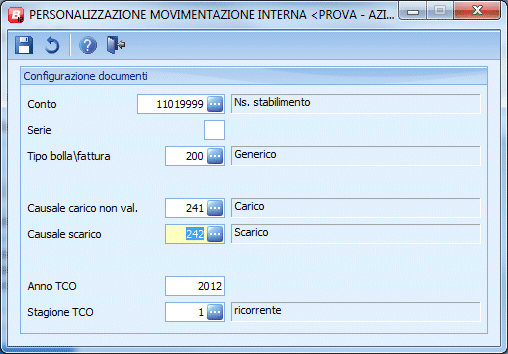 PERSONALIZZAZIONE MOVIMENTAZIONE INTERNA <PROVA - AZI...
Configurazione documenti
Conto 11019999 Ns. stabilimento
Serie
Tipo bolla\fattura 200 Generico
Causale carico non val. 241 Carico
Causale scarico 242 Scarico
Anno TCO 2012
Stagione TCO 1 ricorrente